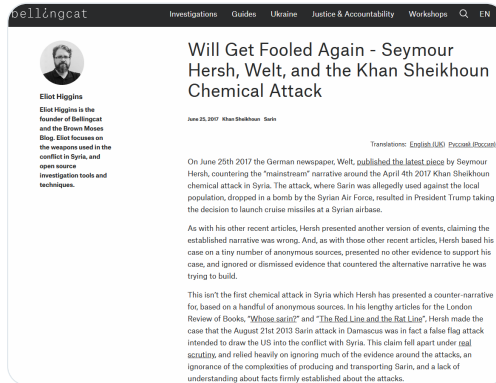 bellingcat
Investigations Guides Ukraine Justice & Accountability Workshops EN
Eliot Higgins
Eliot Higgins is the
founder of Bellingcat
and the Brown Moses
Blog. Eliot focuses on
the weapons used in the
conflict in Syria, and
open source
investigation tools and
techniques.
Will Get Fooled Again - Seymour
Hersh, Welt, and the Khan Sheikhoun
Chemical Attack
June 25, 2017 Khan Sheikhoun Sarin
Translations: English (UK) Русский (Россия)
On June 25th 2017 the German newspaper, Welt, published the latest piece by Seymour
Hersh, countering the "mainstream" narrative around the April 4th 2017 Khan Sheikhoun
chemical attack in Syria. The attack, where Sarin was allegedly used against the local
population, dropped in a bomb by the Syrian Air Force, resulted in President Trump taking
the decision to launch cruise missiles at a Syrian airbase.
As with his other recent articles, Hersh presented another version of events, claiming the
established narrative was wrong. And, as with those other recent articles, Hersh based his
case on a tiny number of anonymous sources, presented no other evidence to support his
case, and ignored or dismissed evidence that countered the alternative narrative he was
trying to build.
This isn't the first chemical attack in Syria which Hersh has presented a counter-narrative
for, based on a handful of anonymous sources. In his lengthy articles for the London
Review of Books, "Whose sarin?" and "The Red Line and the Rat Line", Hersh made the
case that the August 21st 2013 Sarin attack in Damascus was in fact a false flag attack
intended to draw the US into the conflict with Syria. This claim fell apart under real
scrutiny, and relied heavily on ignoring much of the evidence around the attacks, an
ignorance of the complexities of producing and transporting Sarin, and a lack of
understanding about facts firmly established about the attacks.